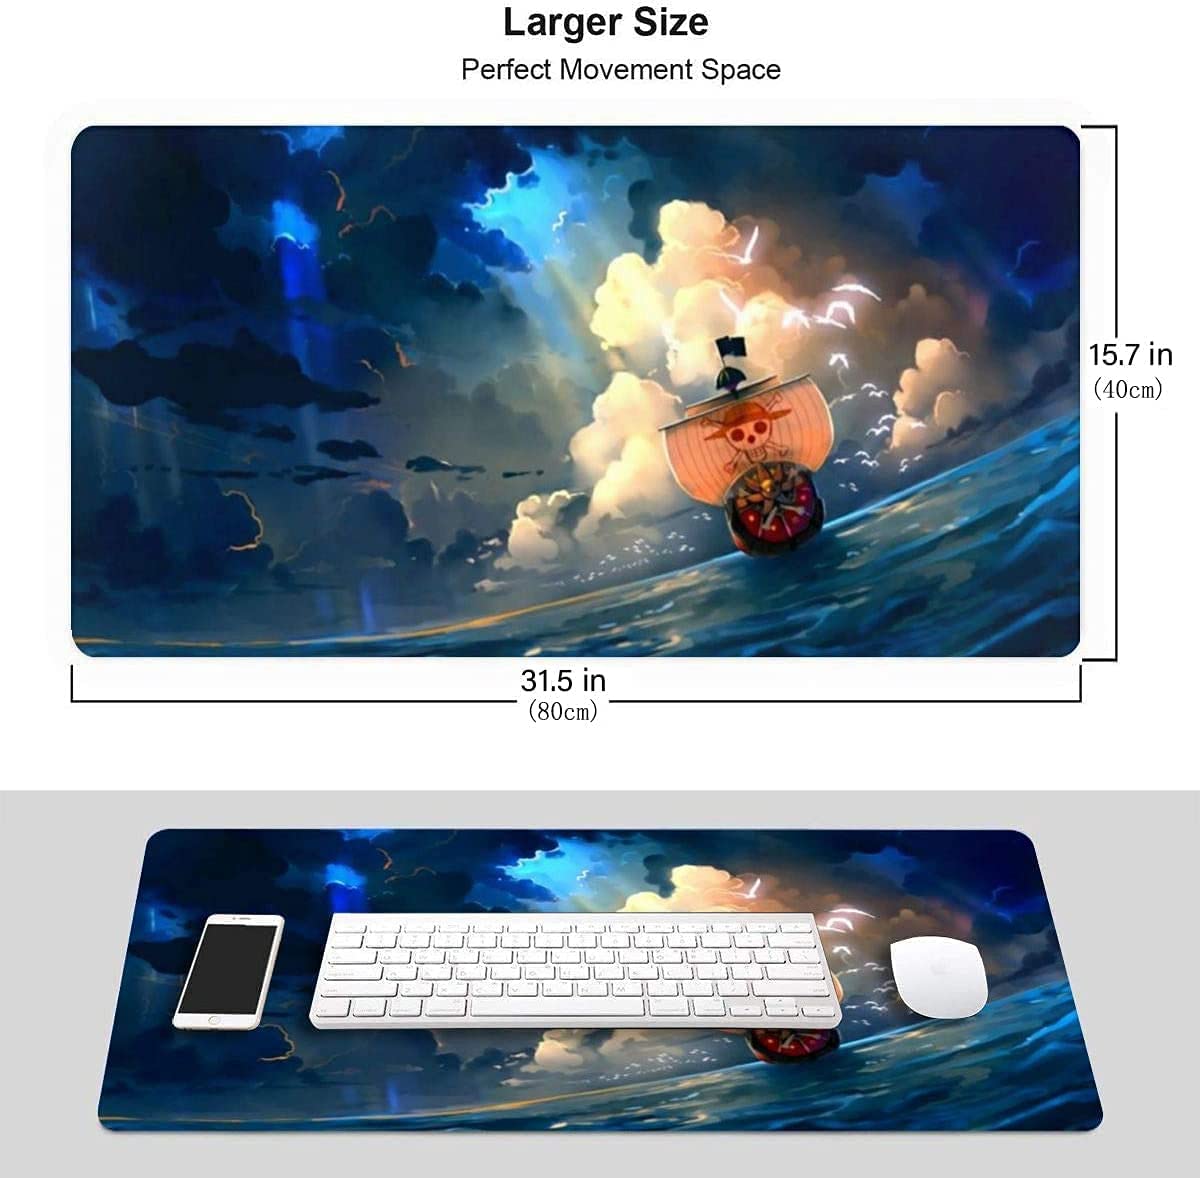 Larger Size
Perfect Movement Space
15.7 in
(40cm)
31.5 in
(80cm)